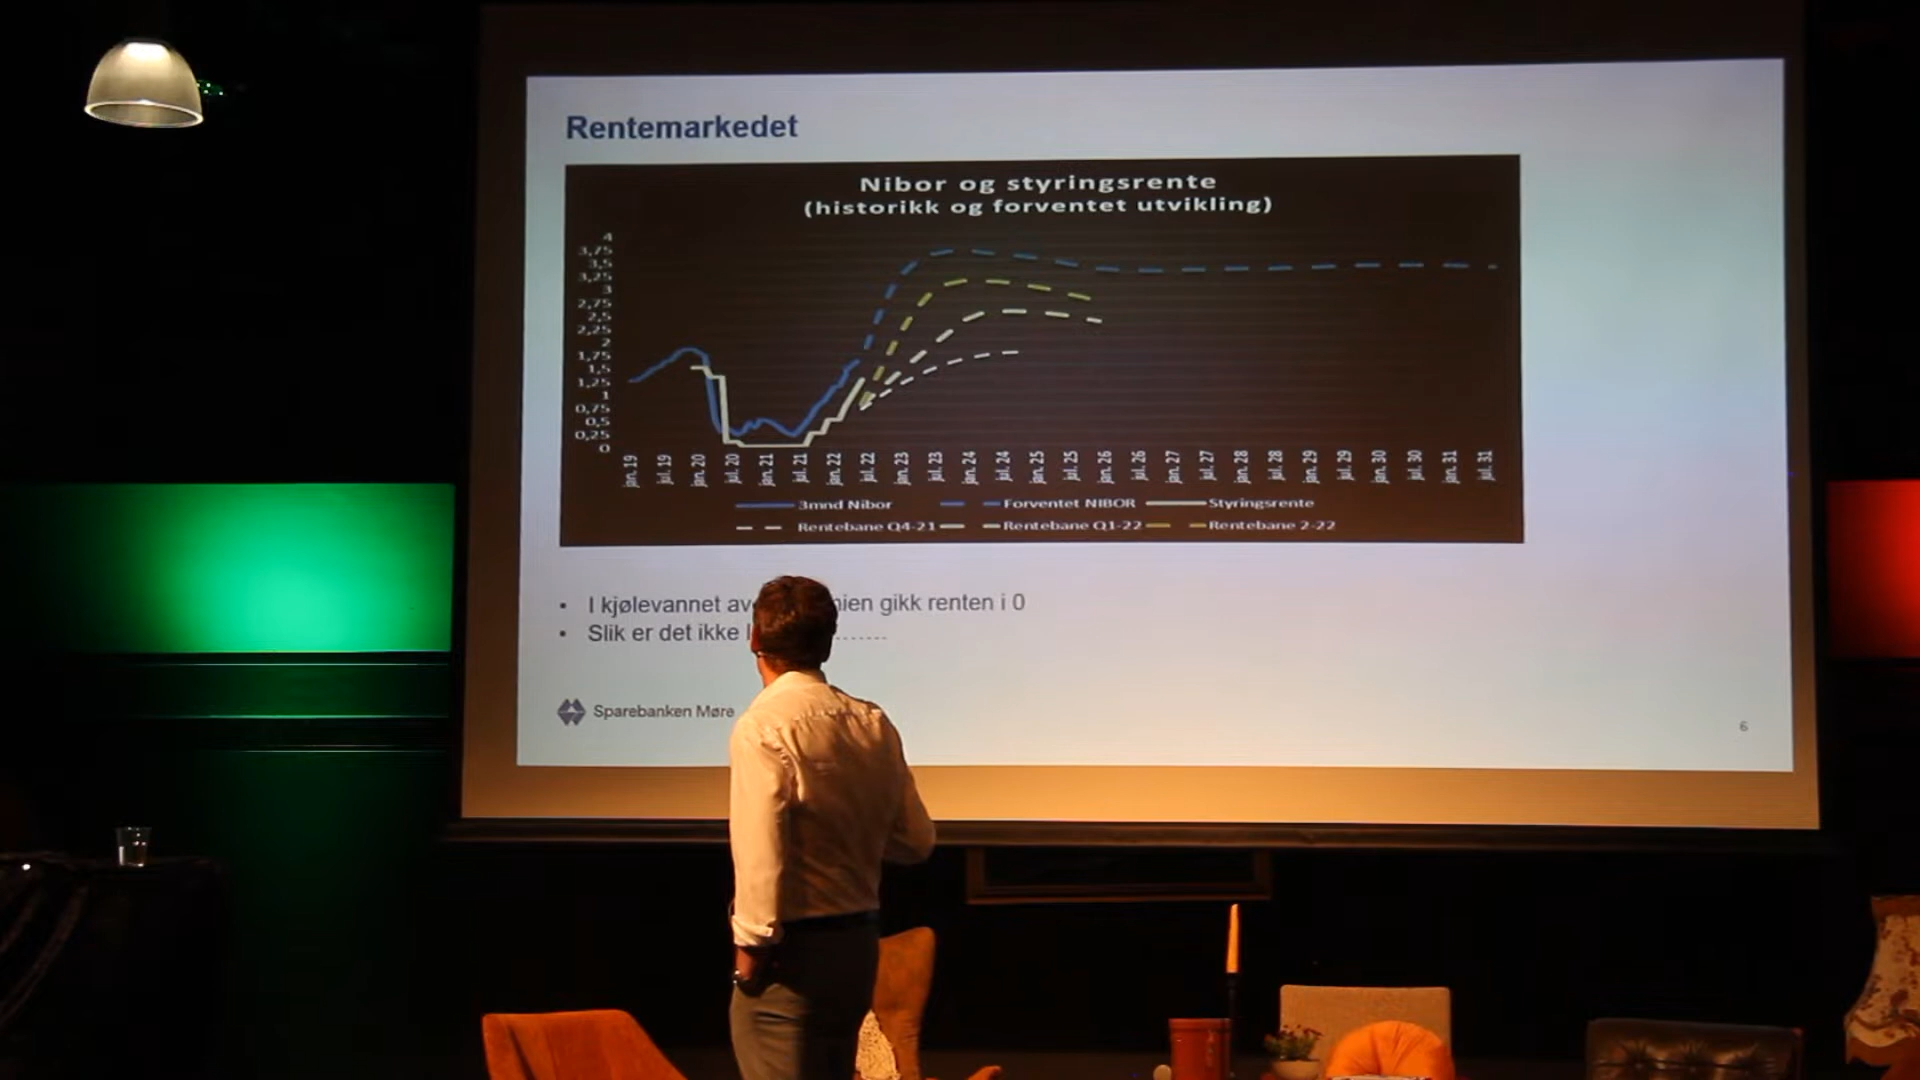 Rentemarkedet
Nibor og styringsrente
(historikk og forventet utvikling)
4
3,75
3,5
3,25
3
2,75
2,5
2,25
2
1,75
1,5
1,25
1
0,75
0,5
0,25
0
jan. 19 jul. 19 jan. 20 jul. 20 jan. 21 jul. 21 jan. 22 jul. 22 jan. 23 jul. 23 jan. 24 jul. 24 jan. 25 jul. 25 jan. 26 jul. 26 jan. 27 jul. 27 jan. 28 jul. 28 jan. 29 jul. 29 jan. 30 jul. 30 jan. 31 jul. 31
3mnd Nibor Forventet NIBOR Styringsrente
Rentebane Q4-21 Rentebane Q1-22 Rentebane 2-22
• I kjølevannet gikk renten i 0
• Slik er det ikke
Sparebanken Møre
6